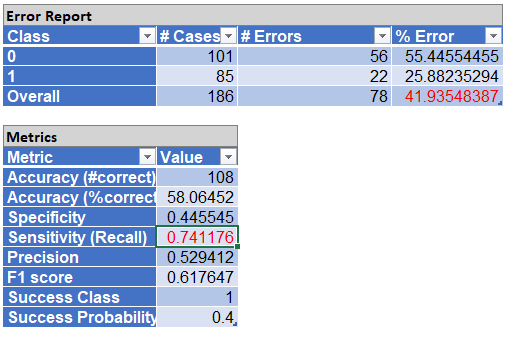 Error Report
Class # Cases # Errors % Error
0 101 56 55.44554455
1 85 22 25.88235294
Overall 186 78 41.93548387
Metrics
Metric Value
Accuracy (#correct) 108
Accuracy (%correct 58.06452
Specificity 0.445545
Sensitivity (Recall) 0.741176
Precision 0.529412
F1 score 0.617647
Success Class 1
Success Probability 0.4